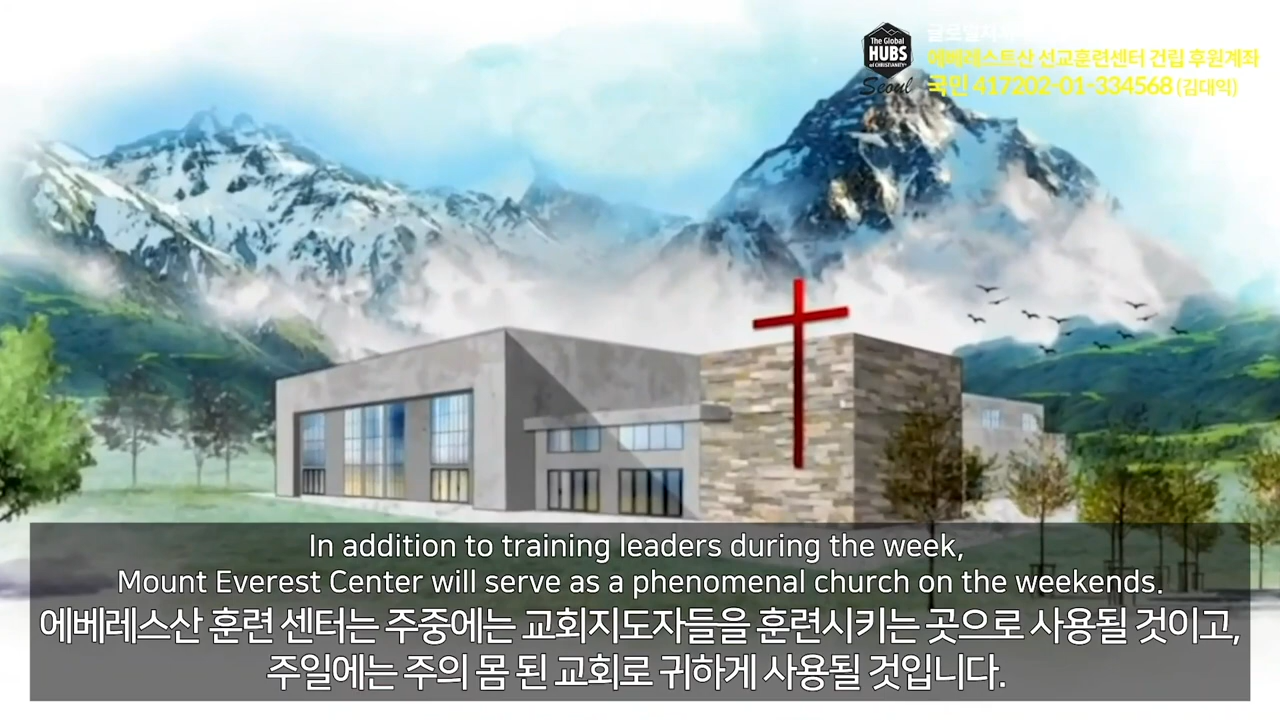 The Global
HUBS
of CHRISTIANITY
Seoul
에베레스트산 선교훈련센터 건립 후원계좌
국민 417202-01-334568 (김대익)
In addition to training leaders during the week,
Mount Everest Center will serve as a phenomenal church on the weekends.
에베레스산 훈련 센터는 주중에는 교회지도자들을 훈련시키는 곳으로 사용될 것이고,
주일에는 주의 몸 된 교회로 귀하게 사용될 것입니다.